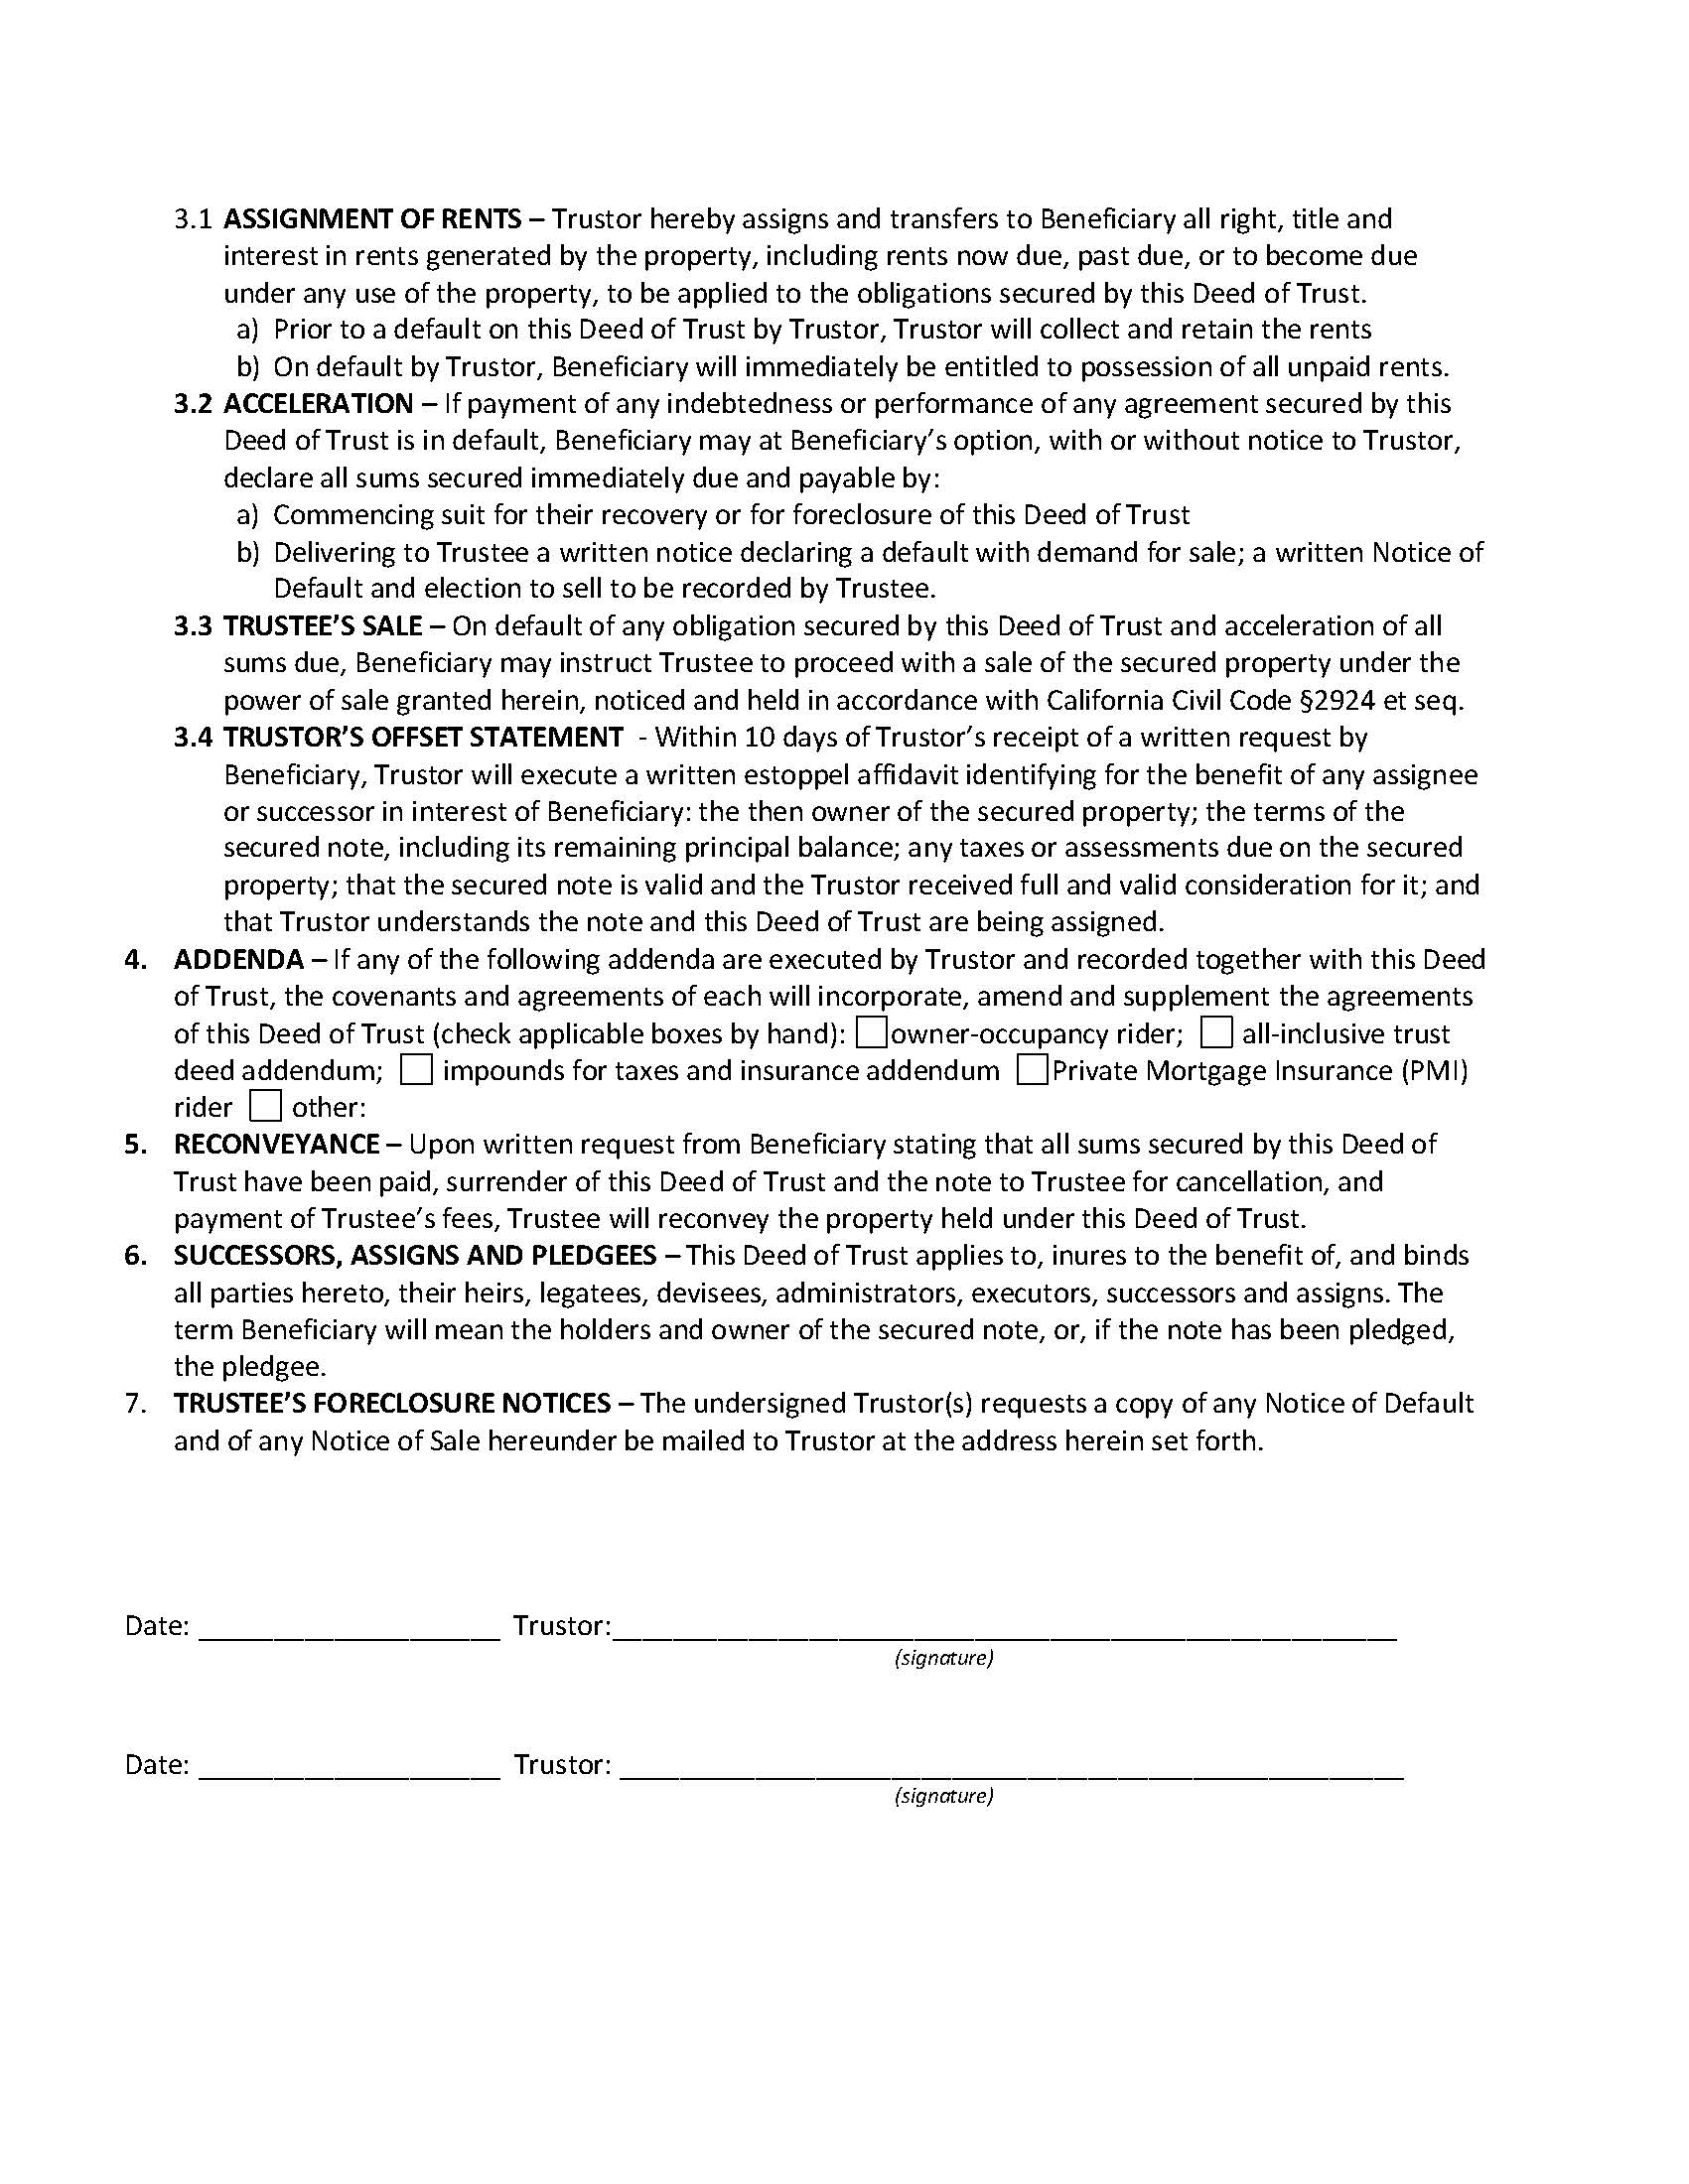 3.1 ASSIGNMENT OF RENTS – Trustor hereby assigns and transfers to Beneficiary all right, title and
interest in rents generated by the property, including rents now due, past due, or to become due
under any use of the property, to be applied to the obligations secured by this Deed of Trust.
a) Prior to a default on this Deed of Trust by Trustor, Trustor will collect and retain the rents
b) On default by Trustor, Beneficiary will immediately be entitled to possession of all unpaid rents.
3.2 ACCELERATION – If payment of any indebtedness or performance of any agreement secured by this
Deed of Trust is in default, Beneficiary may at Beneficiary’s option, with or without notice to Trustor,
declare all sums secured immediately due and payable by:
a) Commencing suit for their recovery or for foreclosure of this Deed of Trust
b) Delivering to Trustee a written notice declaring a default with demand for sale; a written Notice of
Default and election to sell to be recorded by Trustee.
3.3 TRUSTEE’S SALE – On default of any obligation secured by this Deed of Trust and acceleration of all
sums due, Beneficiary may instruct Trustee to proceed with a sale of the secured property under the
power of sale granted herein, noticed and held in accordance with California Civil Code §2924 et seq.
3.4 TRUSTOR’S OFFSET STATEMENT - Within 10 days of Trustor’s receipt of a written request by
Beneficiary, Trustor will execute a written estoppel affidavit identifying for the benefit of any assignee
or successor in interest of Beneficiary: the then owner of the secured property; the terms of the
secured note, including its remaining principal balance; any taxes or assessments due on the secured
property; that the secured note is valid and the Trustor received full and valid consideration for it; and
that Trustor understands the note and this Deed of Trust are being assigned.
4. ADDENDA – If any of the following addenda are executed by Trustor and recorded together with this Deed
of Trust, the covenants and agreements of each will incorporate, amend and supplement the agreements
of this Deed of Trust (check applicable boxes by hand): ☐owner-occupancy rider; ☐ all-inclusive trust
deed addendum; ☐ impounds for taxes and insurance addendum ☐Private Mortgage Insurance (PMI)
rider ☐ other:
5. RECONVEYANCE – Upon written request from Beneficiary stating that all sums secured by this Deed of
Trust have been paid, surrender of this Deed of Trust and the note to Trustee for cancellation, and
payment of Trustee’s fees, Trustee will reconvey the property held under this Deed of Trust.
6. SUCCESSORS, ASSIGNS AND PLEDGEES – This Deed of Trust applies to, inures to the benefit of, and binds
all parties hereto, their heirs, legatees, devisees, administrators, executors, successors and assigns. The
term Beneficiary will mean the holders and owner of the secured note, or, if the note has been pledged,
the pledgee.
7. TRUSTEE’S FORECLOSURE NOTICES – The undersigned Trustor(s) requests a copy of any Notice of Default
and of any Notice of Sale hereunder be mailed to Trustor at the address herein set forth.
Date: ____________________ Trustor:____________________________________________________
(signature)
Date: ____________________ Trustor: ____________________________________________________
(signature)